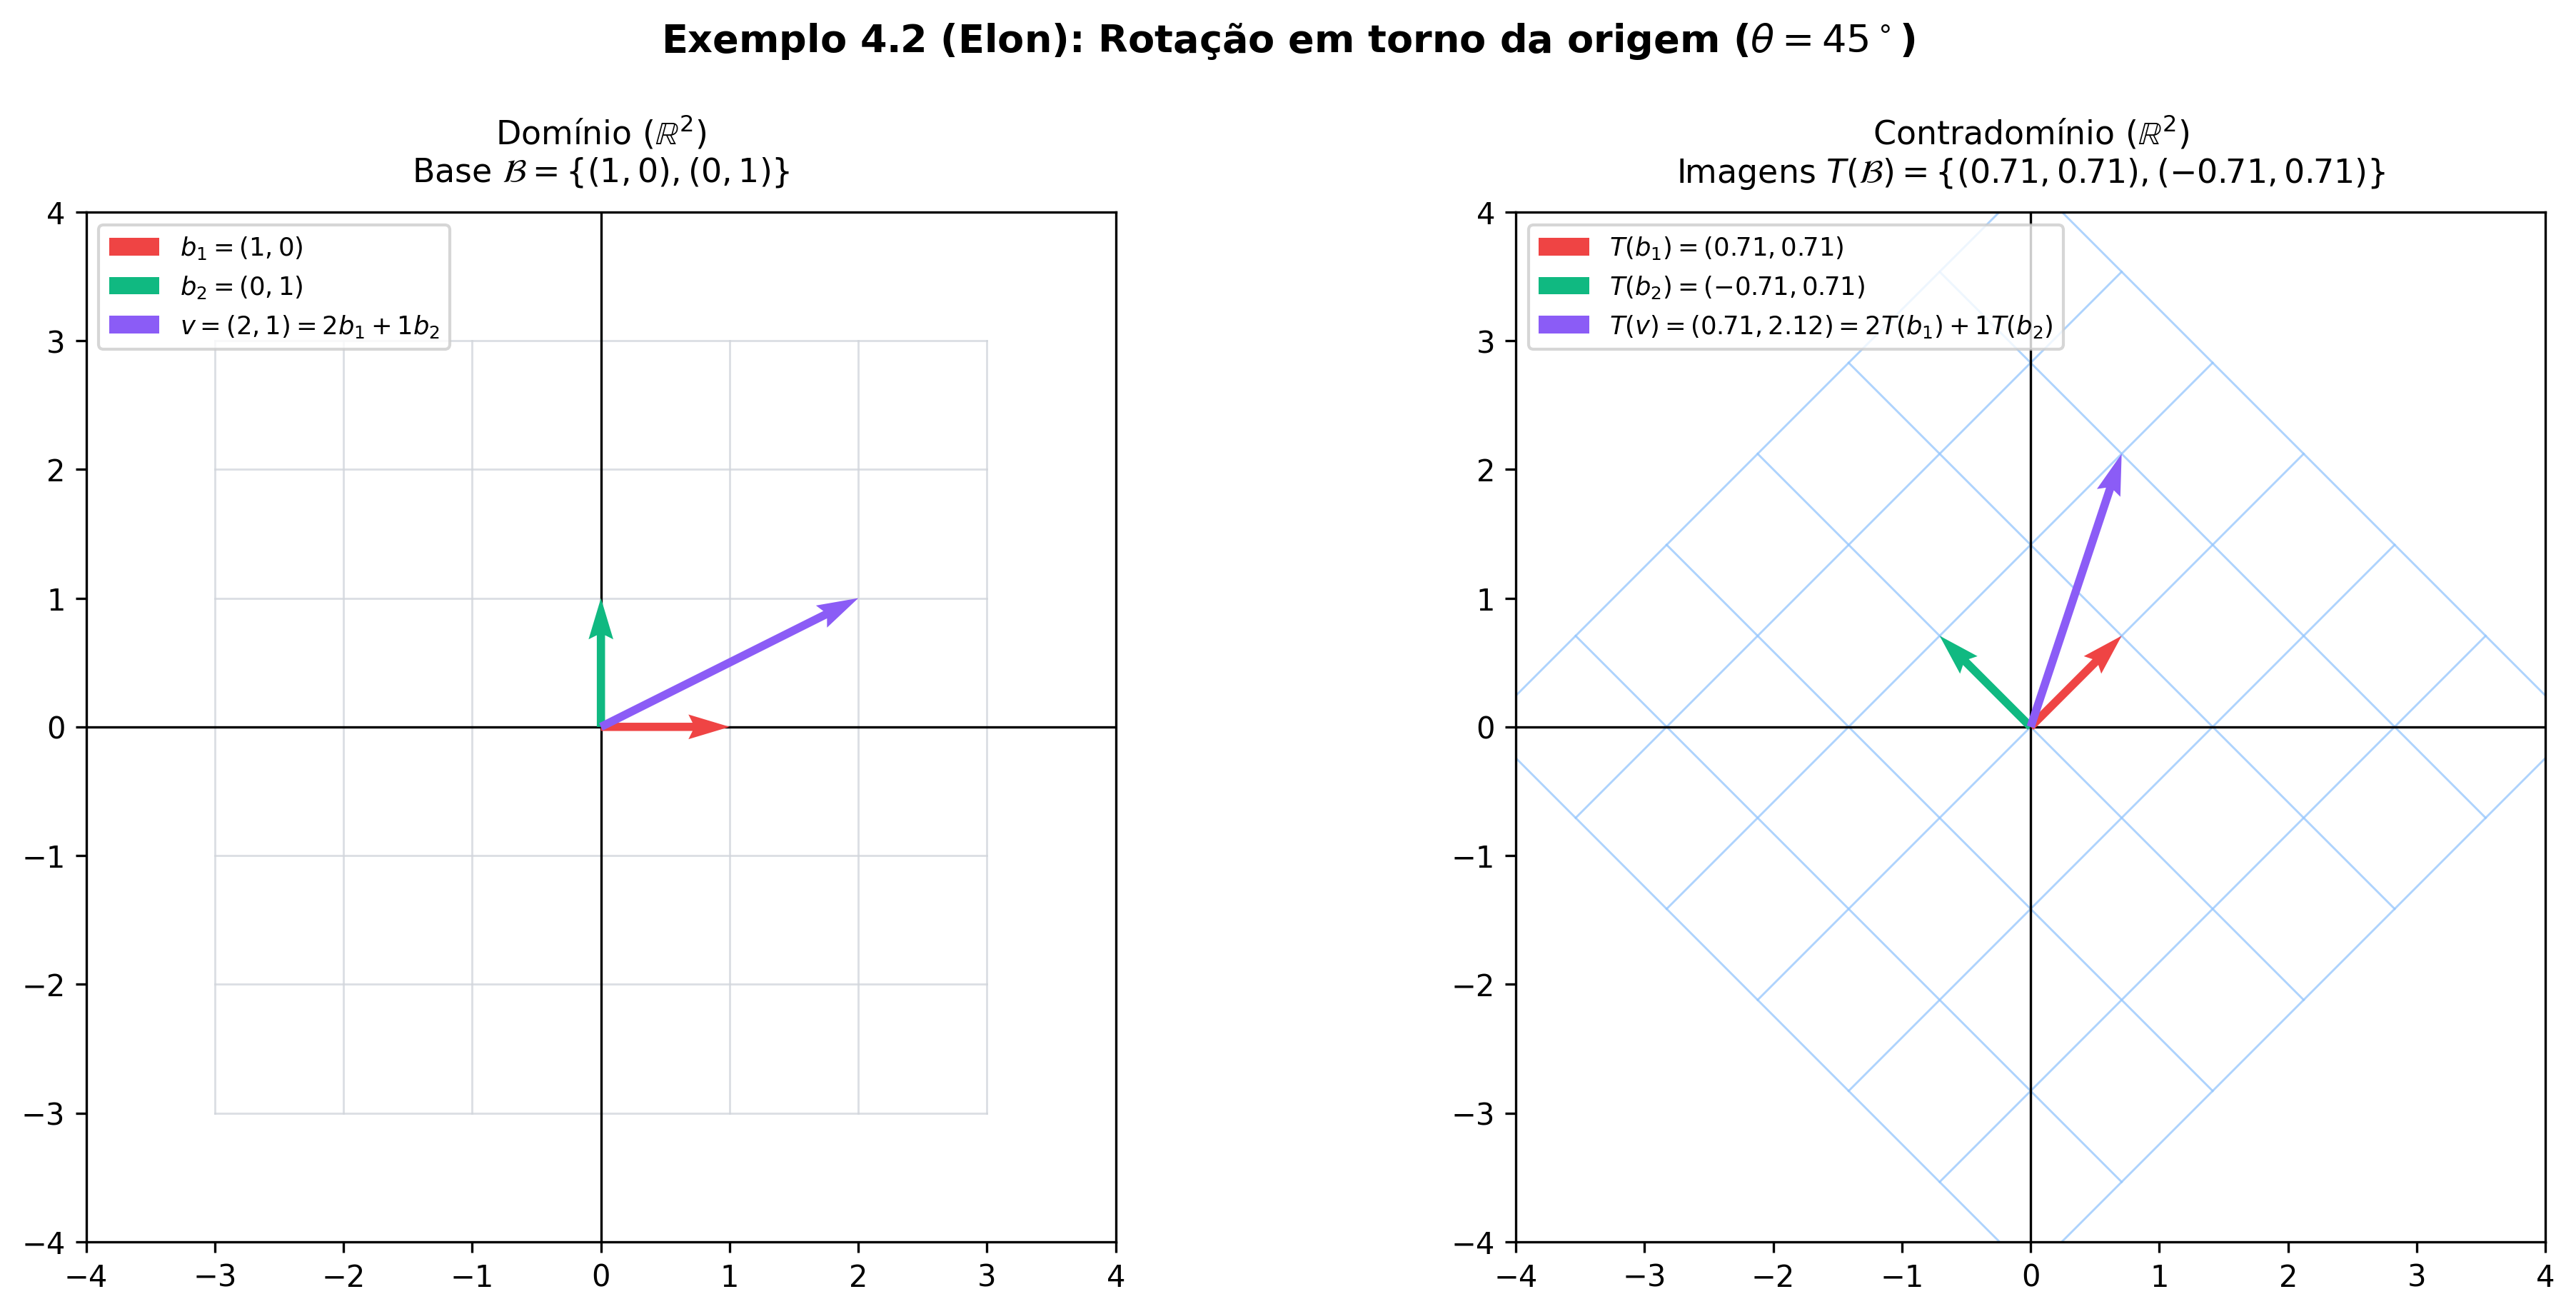 Exemplo 4.2 (Elon): Rotação em torno da origem (θ = 45°)
Domínio (ℝ²)
Base ℬ = {(1, 0), (0, 1)}
4
3
2
1
0
−1
−2
−3
−4
−4 −3 −2 −1 0 1 2 3 4
b₁ = (1, 0)
b₂ = (0, 1)
v = (2, 1) = 2b₁ + 1b₂
Contradomínio (ℝ²)
Imagens T(ℬ) = {(0.71, 0.71), (−0.71, 0.71)}
4
3
2
1
0
−1
−2
−3
−4
−4 −3 −2 −1 0 1 2 3 4
T(b₁) = (0.71, 0.71)
T(b₂) = (−0.71, 0.71)
T(v) = (0.71, 2.12) = 2T(b₁) + 1T(b₂)